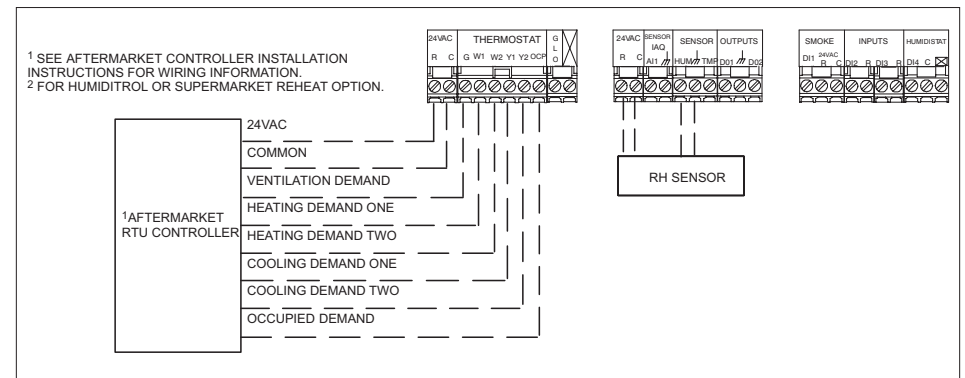 1 SEE AFTERMARKET CONTROLLER INSTALLATION
INSTRUCTIONS FOR WIRING INFORMATION.
2 FOR HUMIDITROL OR SUPERMARKET REHEAT OPTION.
24VAC THERMOSTAT GLO
R C G W1 W2 Y1 Y2 OCP
24VAC SENSOR IAQ SENSOR OUTPUTS
R C AI1 HUM TMP D01 D02
SMOKE INPUTS HUMIDISTAT
DI1 24VAC R C DI2 R DI3 R DI4 C
24VAC
COMMON
VENTILATION DEMAND
HEATING DEMAND ONE
HEATING DEMAND TWO
COOLING DEMAND ONE
COOLING DEMAND TWO
OCCUPIED DEMAND
1AFTERMARKET
RTU CONTROLLER
RH SENSOR